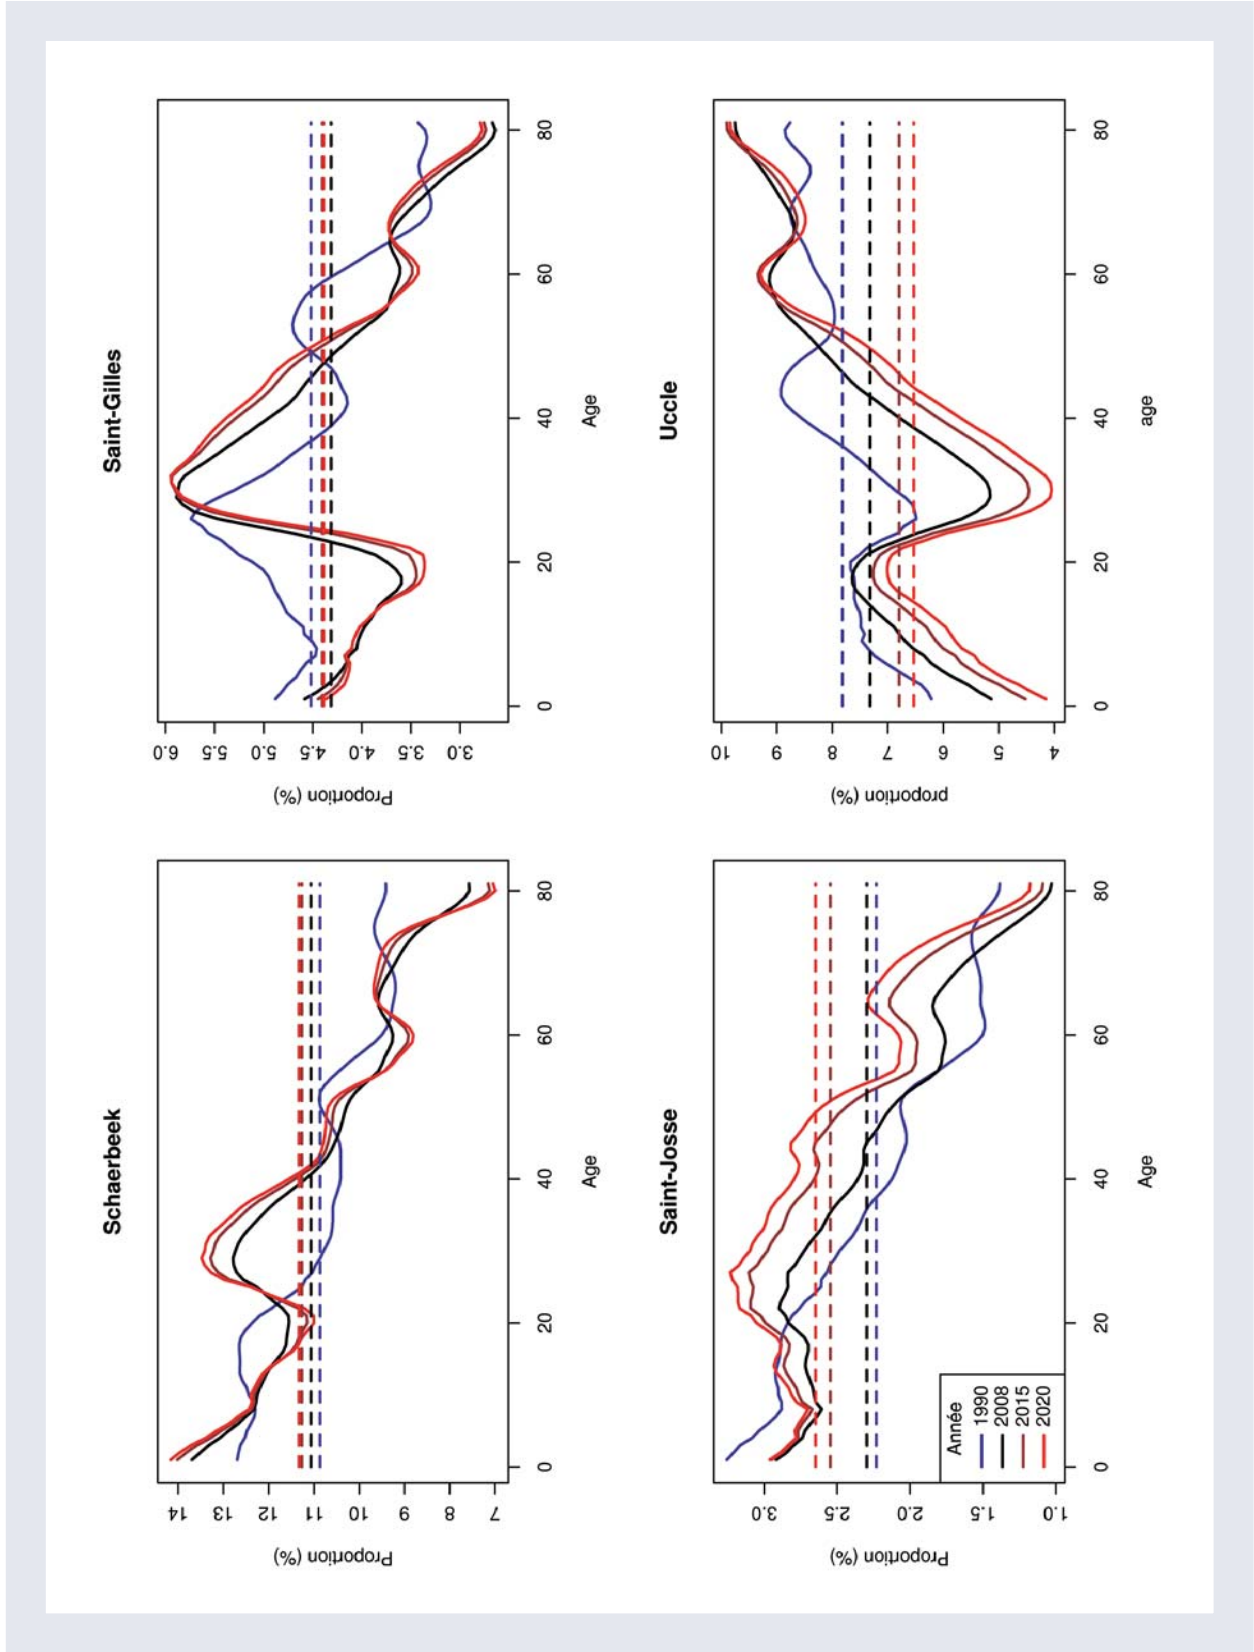 Schaerbeek
Proportion (%)
14
13
12
11
10
9
8
7
0 20 40 60 80
Age
Saint-Gilles
Proportion (%)
6.0
5.5
5.0
4.5
4.0
3.5
3.0
0 20 40 60 80
Age
Saint-Josse
Proportion (%)
3.0
2.5
2.0
1.5
1.0
Année
1990
2008
2015
2020
0 20 40 60 80
Age
Uccle
proportion (%)
10
9
8
7
6
5
4
0 20 40 60 80
age